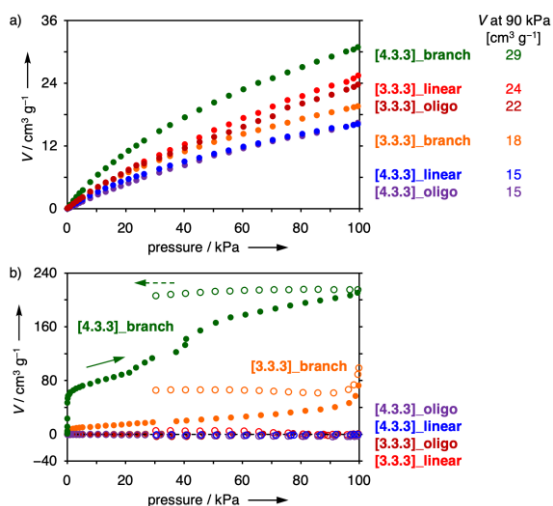 a)
36
24
12
0
V / cm³ g⁻¹
0 20 40 60 80 100
pressure / kPa
V at 90 kPa
[cm³ g⁻¹]
[4.3.3]_branch 29
[3.3.3]_linear 24
[3.3.3]_oligo 22
[3.3.3]_branch 18
[4.3.3]_linear 15
[4.3.3]_oligo 15
b)
240
160
80
0
−40
V / cm³ g⁻¹
[4.3.3]_branch
[3.3.3]_branch
[4.3.3]_oligo
[4.3.3]_linear
[3.3.3]_oligo
[3.3.3]_linear
0 20 40 60 80 100
pressure / kPa